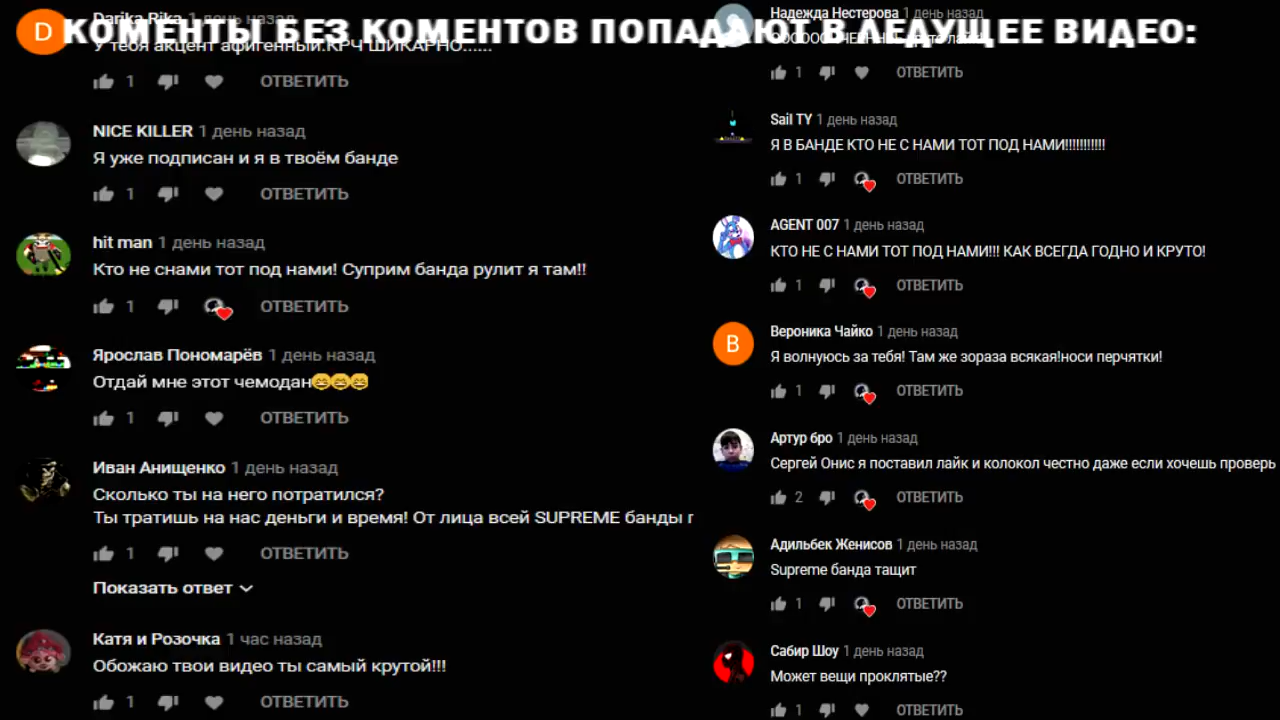 КОМЕНТЫ БЕЗ КОМЕНТОВ ПОПАДАЮТ В ЛЕДУЩЕЕ ВИДЕО:
D
Darika Rika 1 день назад
У тебя акцент афигенный.КРЧ ШИКАРНО......
1 ОТВЕТИТЬ
NICE KILLER 1 день назад
Я уже подписан и я в твоём банде
1 ОТВЕТИТЬ
hit man 1 день назад
Кто не снами тот под нами! Суприм банда рулит я там!!
1 ОТВЕТИТЬ
Ярослав Пономарёв 1 день назад
Отдай мне этот чемодан😄😄😄
1 ОТВЕТИТЬ
Иван Анищенко 1 день назад
Сколько ты на него потратился?
Ты тратишь на нас деньги и время! От лица всей SUPREME банды г
1 ОТВЕТИТЬ
Показать ответ
Катя и Розочка 1 час назад
Обожаю твои видео ты самый крутой!!!
1 ОТВЕТИТЬ
Надежда Нестерова 1 день назад
1 ОТВЕТИТЬ
Sail TY 1 день назад
Я В БАНДЕ КТО НЕ С НАМИ ТОТ ПОД НАМИ!!!!!!!!!!!
1 ОТВЕТИТЬ
AGENT 007 1 день назад
КТО НЕ С НАМИ ТОТ ПОД НАМИ!!! КАК ВСЕГДА ГОДНО И КРУТО!
1 ОТВЕТИТЬ
В
Вероника Чайко 1 день назад
Я волнуюсь за тебя! Там же зораза всякая!носи перчятки!
1 ОТВЕТИТЬ
Артур бро 1 день назад
Сергей Онис я поставил лайк и колокол честно даже если хочешь проверь
2 ОТВЕТИТЬ
Адильбек Женисов 1 день назад
Supreme банда тащит
1 ОТВЕТИТЬ
Сабир Шоу 1 день назад
Может вещи проклятые??
1 ОТВЕТИТЬ